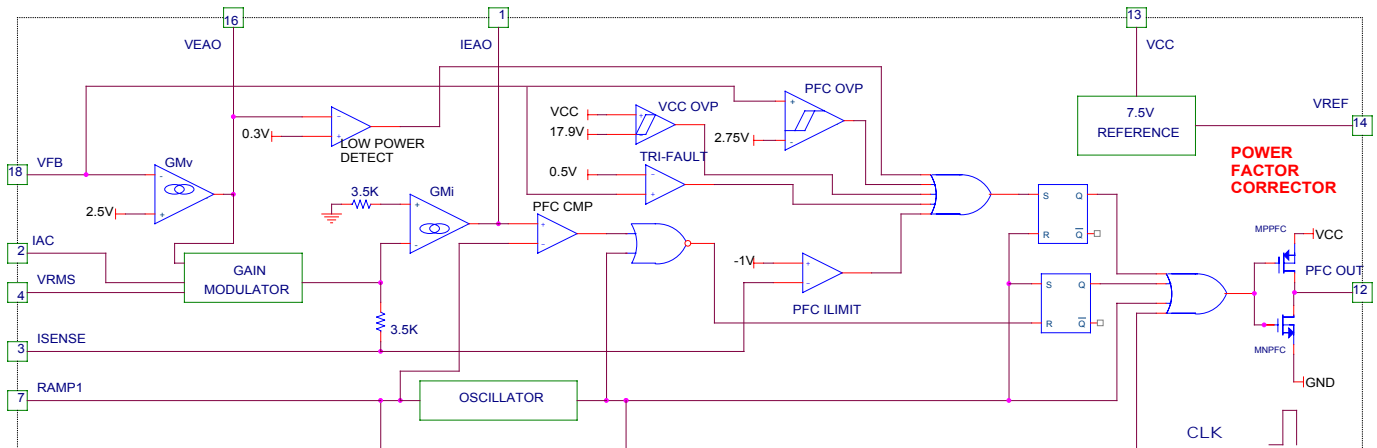 16
1
13
VEAO
IEAO
VCC
PFC OVP
VCC
VCC OVP
17.9V
0.3V
LOW POWER
DETECT
2.75V
7.5V
REFERENCE
VREF
14
18
VFB
GMv
2.5V
TRI-FAULT
0.5V
POWER
FACTOR
CORRECTOR
3.5K
GMi
PFC CMP
S
Q
R
Q
2
IAC
4
VRMS
GAIN
MODULATOR
-1V
PFC ILIMIT
MPPFC
VCC
PFC OUT
12
3.5K
S
Q
R
Q
3
ISENSE
MNPFC
GND
7
RAMP1
OSCILLATOR
CLK
+
-